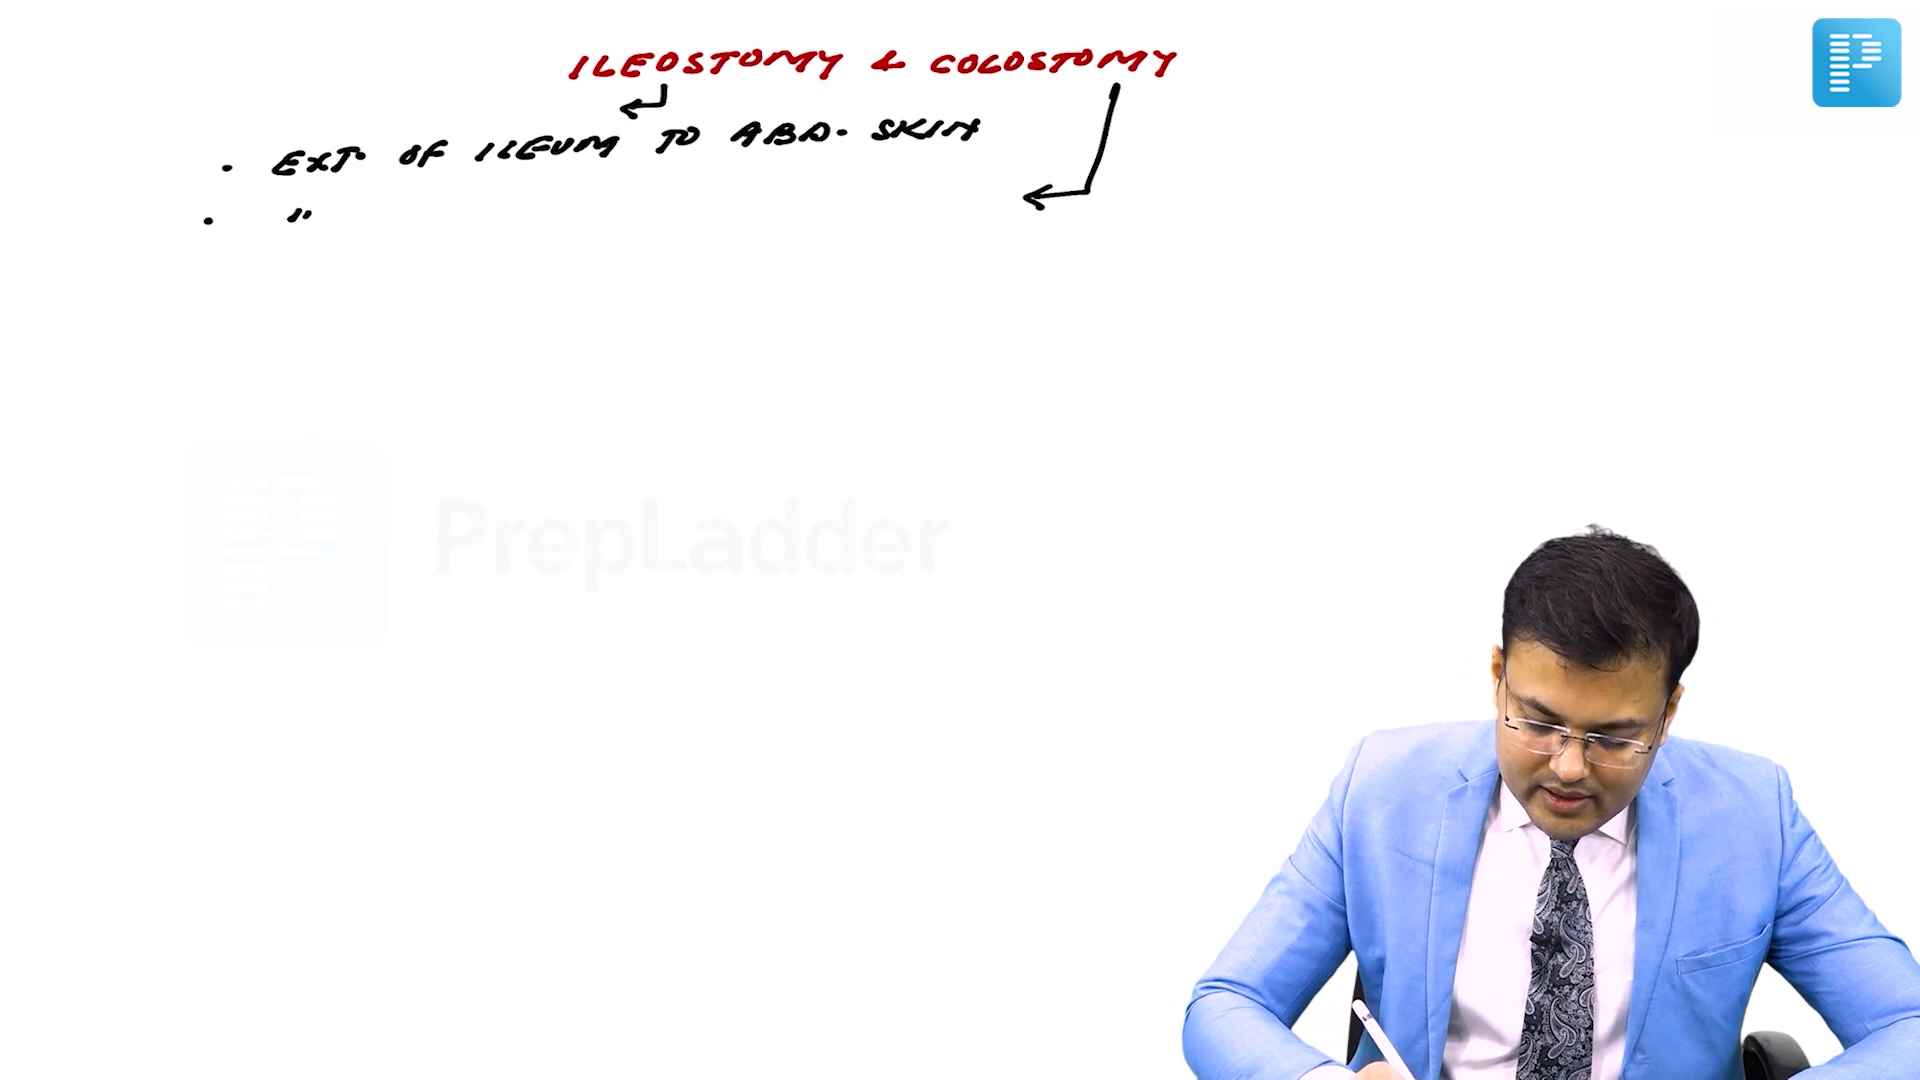 ILEOSTOMY & COLOSTOMY
• EXT. OF ILEUM TO ABD. SKIN
• "
PrepLadder